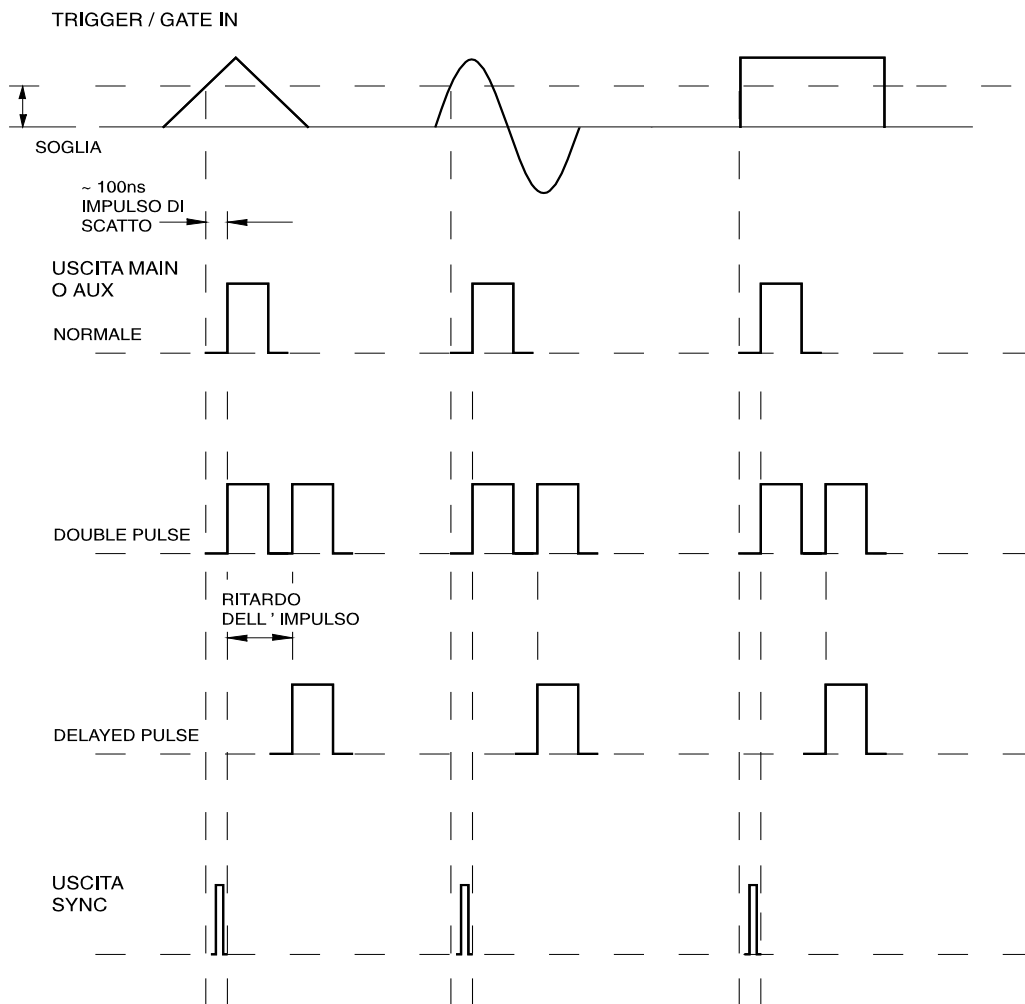 TRIGGER / GATE IN
SOGLIA
~ 100ns
IMPULSO DI
SCATTO
USCITA MAIN
O AUX
NORMALE
DOUBLE PULSE
RITARDO
DELL ' IMPULSO
DELAYED PULSE
USCITA
SYNC